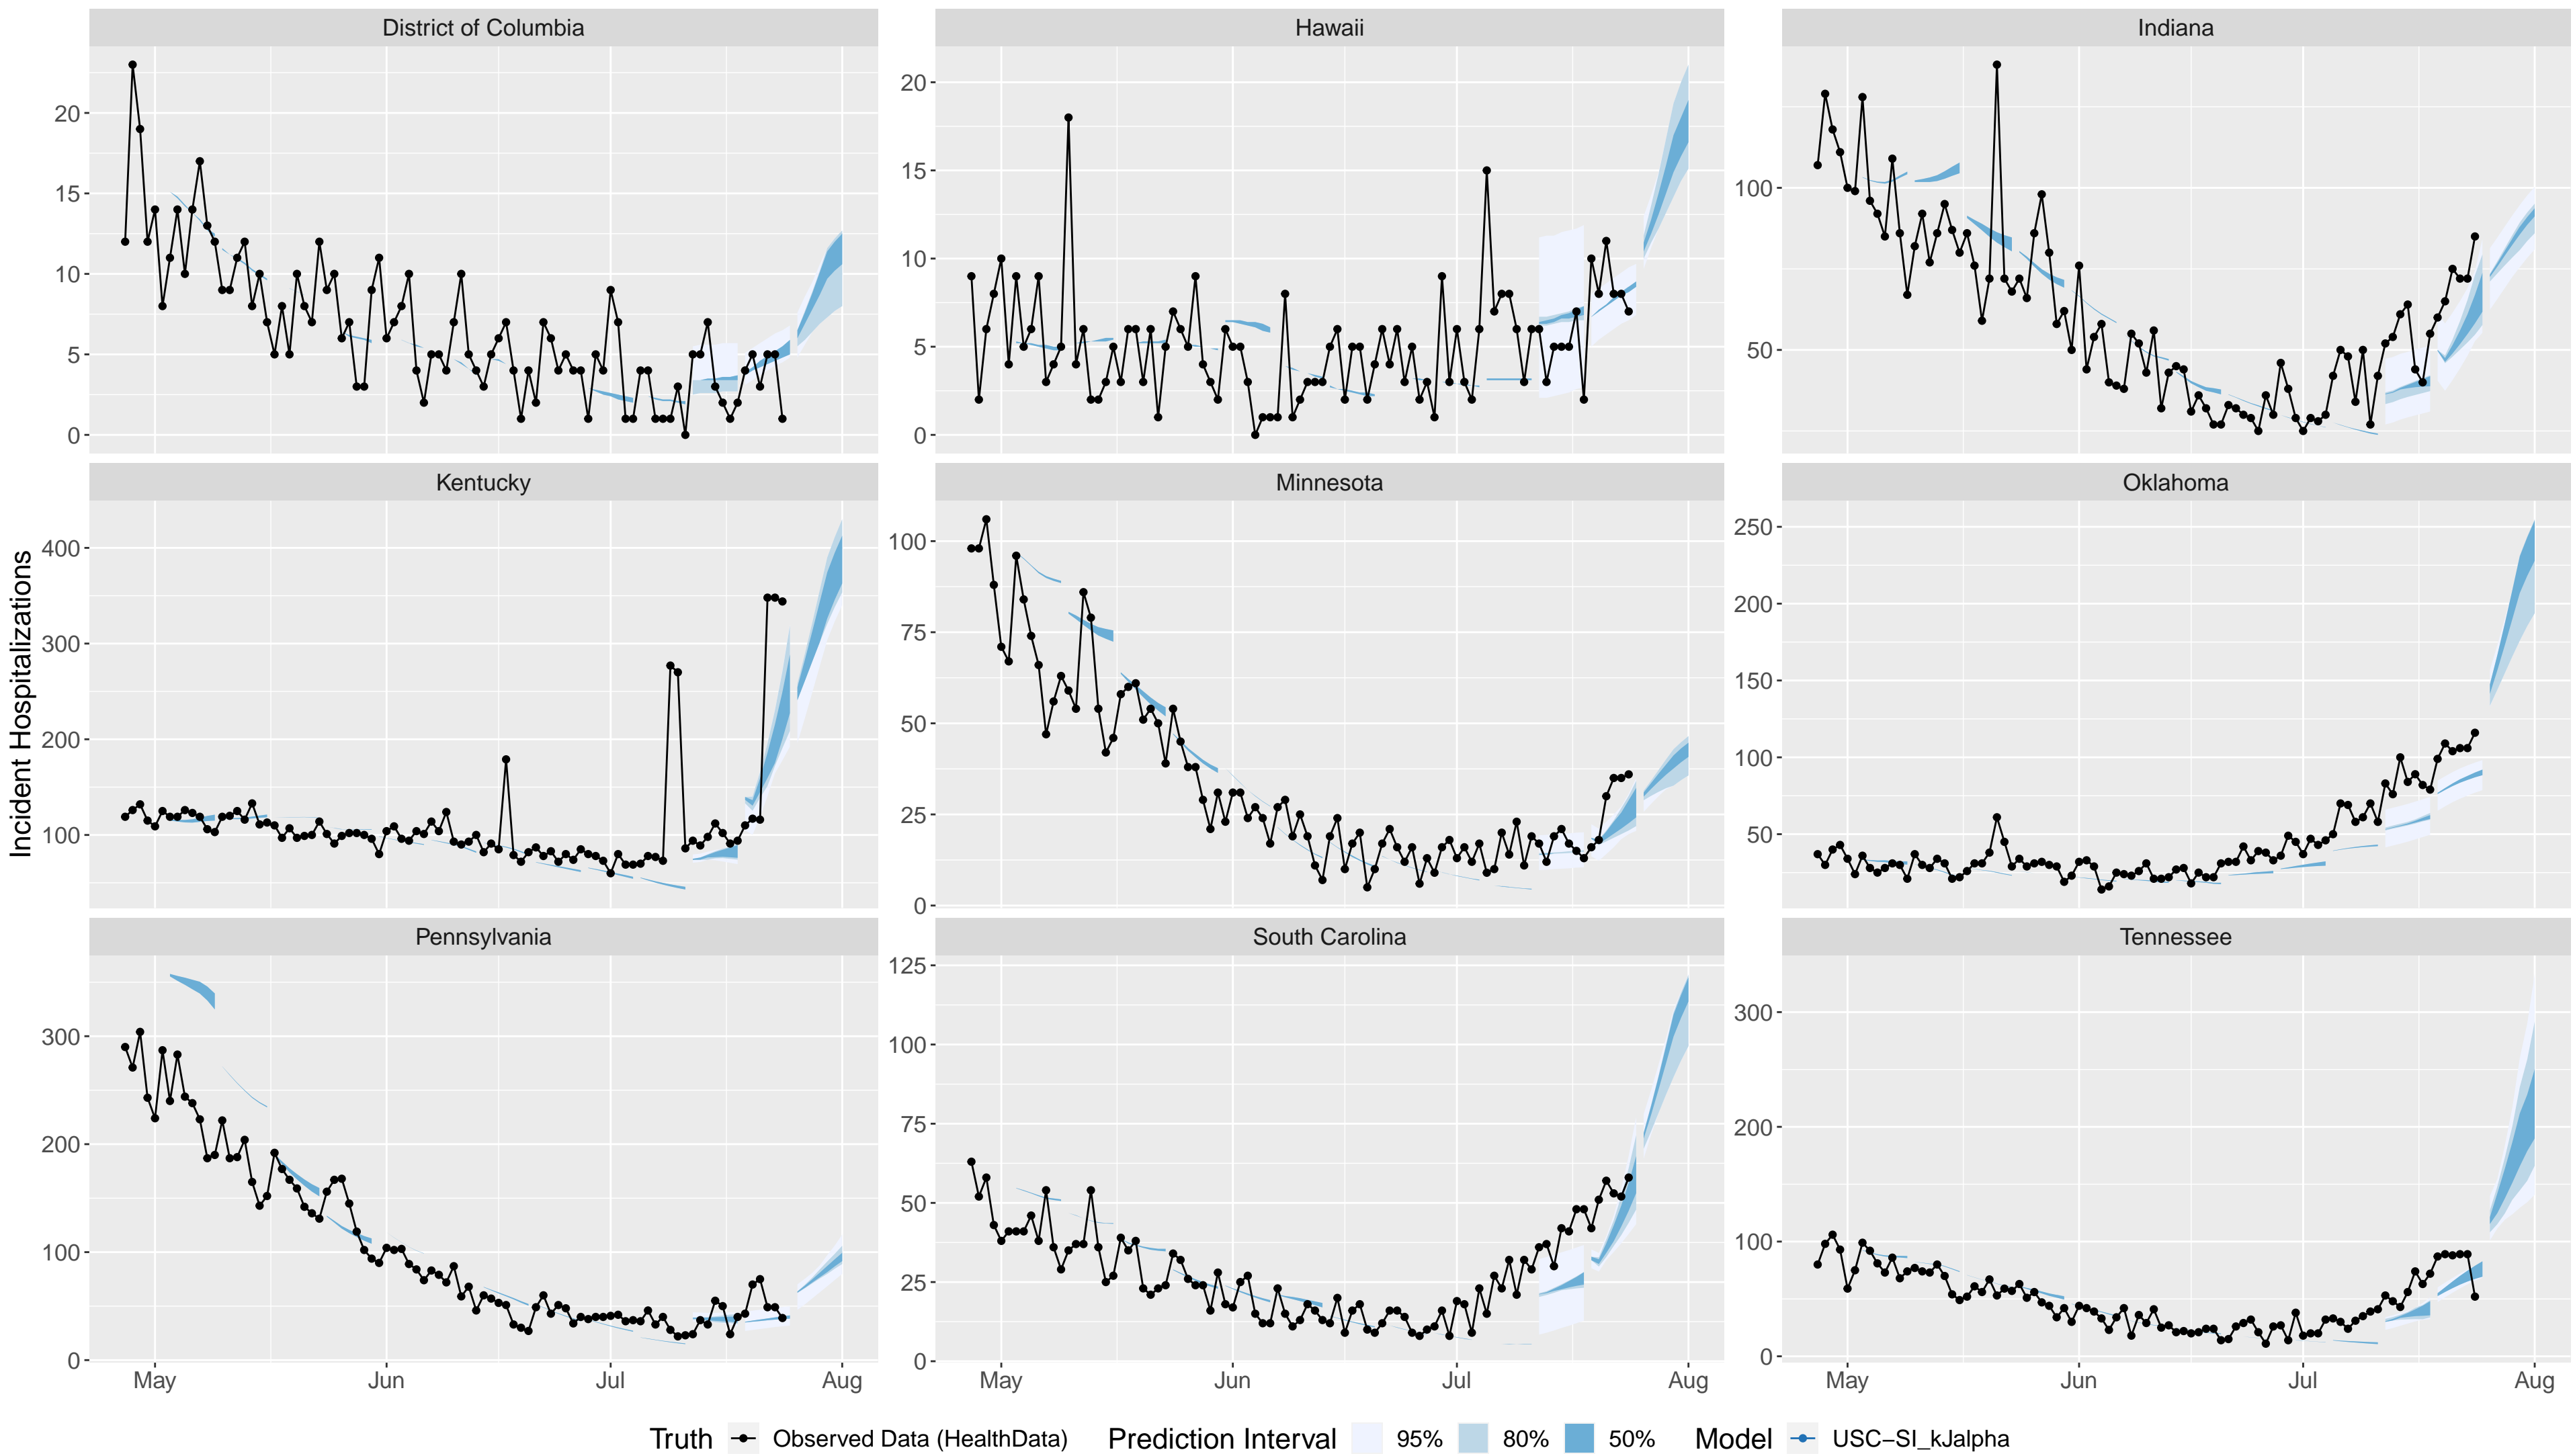 District of Columbia
Hawaii
Indiana
20
15
10
5
0
20
15
10
5
0
100
50
Kentucky
Minnesota
Oklahoma
400
300
200
100
100
75
50
25
0
250
200
150
100
50
Incident Hospitalizations
Pennsylvania
South Carolina
Tennessee
300
200
100
0
125
100
75
50
25
0
300
200
100
0
May Jun Jul Aug
May Jun Jul Aug
May Jun Jul Aug
Truth Observed Data (HealthData) Prediction Interval 95% 80% 50% Model USC−SI_kJalpha